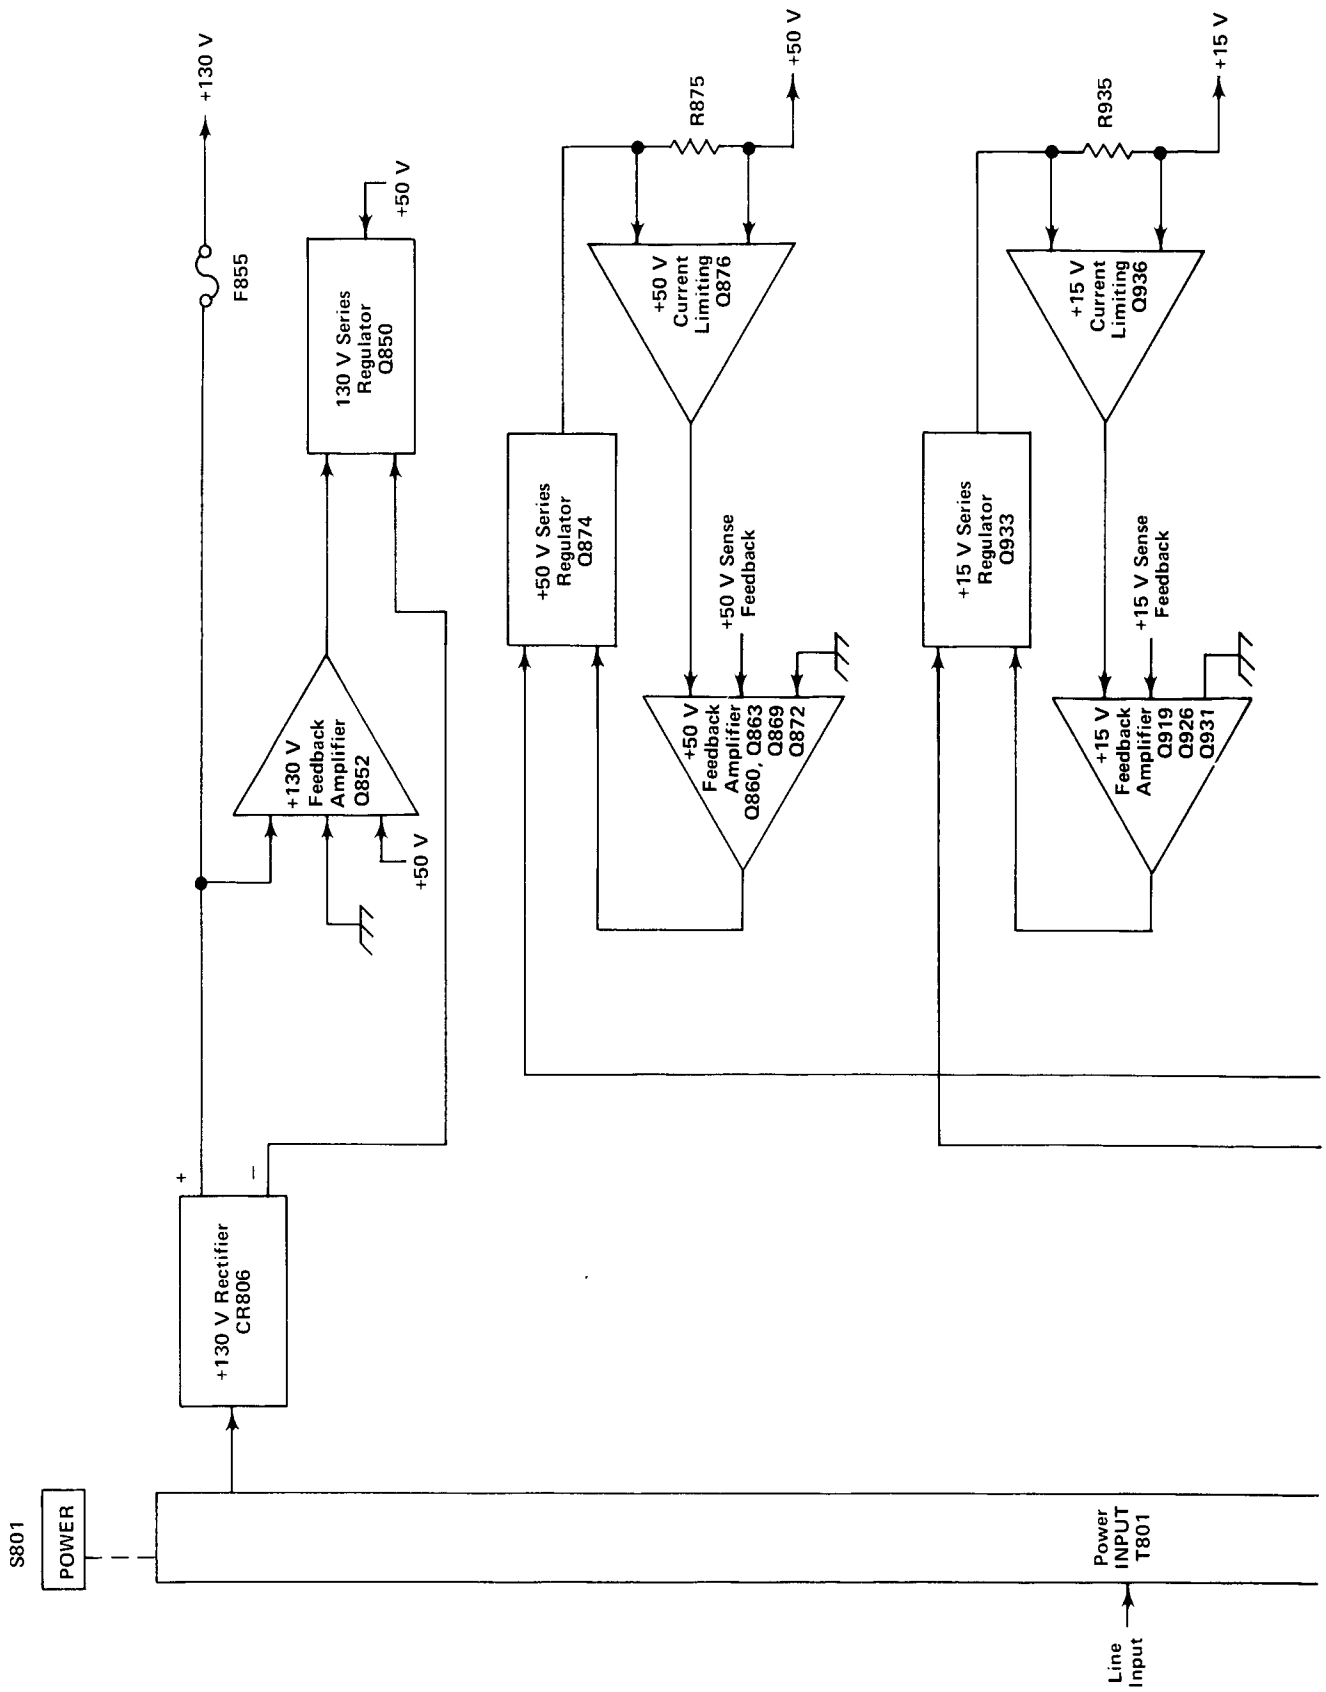 S801
POWER
Line
Input
Power
INPUT
T801
+130 V Rectifier
CR806
+
−
+130 V
Feedback
Amplifier
Q852
+50 V
130 V Series
Regulator
Q850
+50 V
F855
+130 V
+50 V Series
Regulator
Q874
+50 V
Feedback
Amplifier
Q860, Q863
Q869
Q872
+50 V Sense
Feedback
+50 V
Current
Limiting
Q876
R875
+50 V
+15 V Series
Regulator
Q933
+15 V
Feedback
Amplifier
Q919
Q926
Q931
+15 V Sense
Feedback
+15 V
Current
Limiting
Q936
R935
+15 V